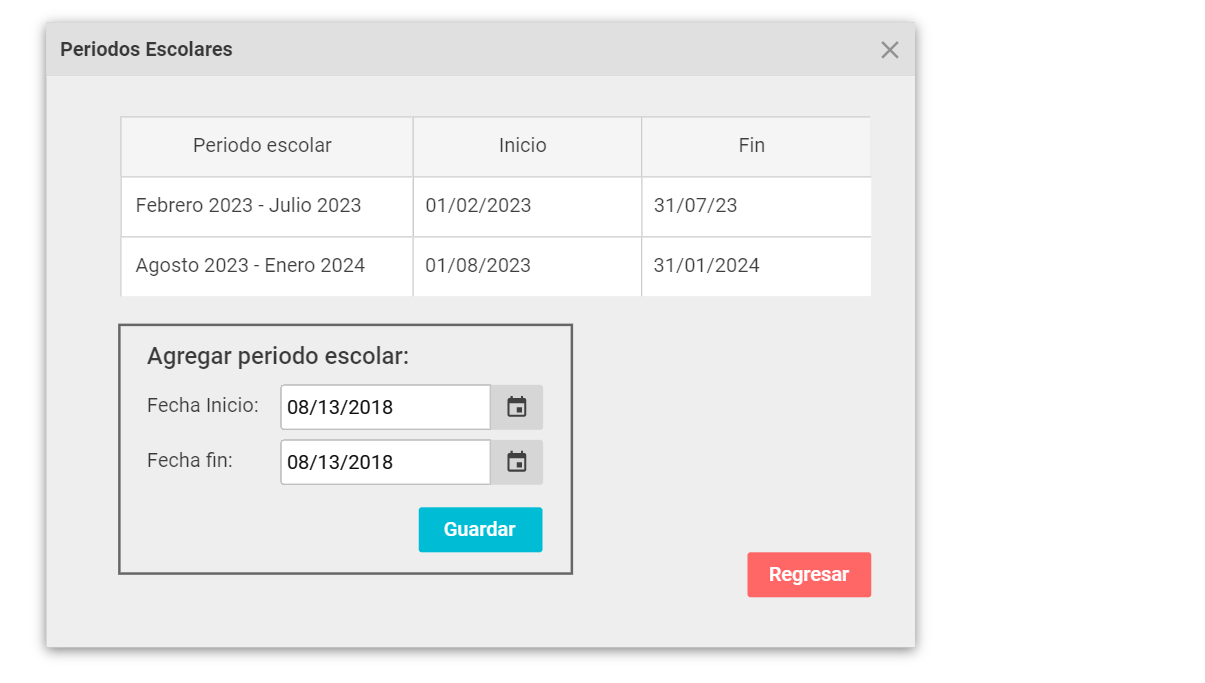 Periodos Escolares
Periodo escolar Inicio Fin
Febrero 2023 - Julio 2023 01/02/2023 31/07/23
Agosto 2023 - Enero 2024 01/08/2023 31/01/2024
Agregar periodo escolar:
Fecha Inicio: 08/13/2018
Fecha fin: 08/13/2018
Guardar
Regresar